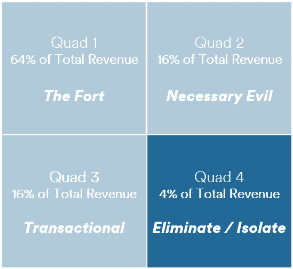 Quad 1
64% of Total Revenue
The Fort
Quad 2
16% of Total Revenue
Necessary Evil
Quad 3
16% of Total Revenue
Transactional
Quad 4
4% of Total Revenue
Eliminate / Isolate